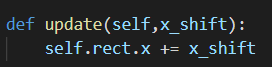 def update(self,x_shift):
    self.rect.x += x_shift